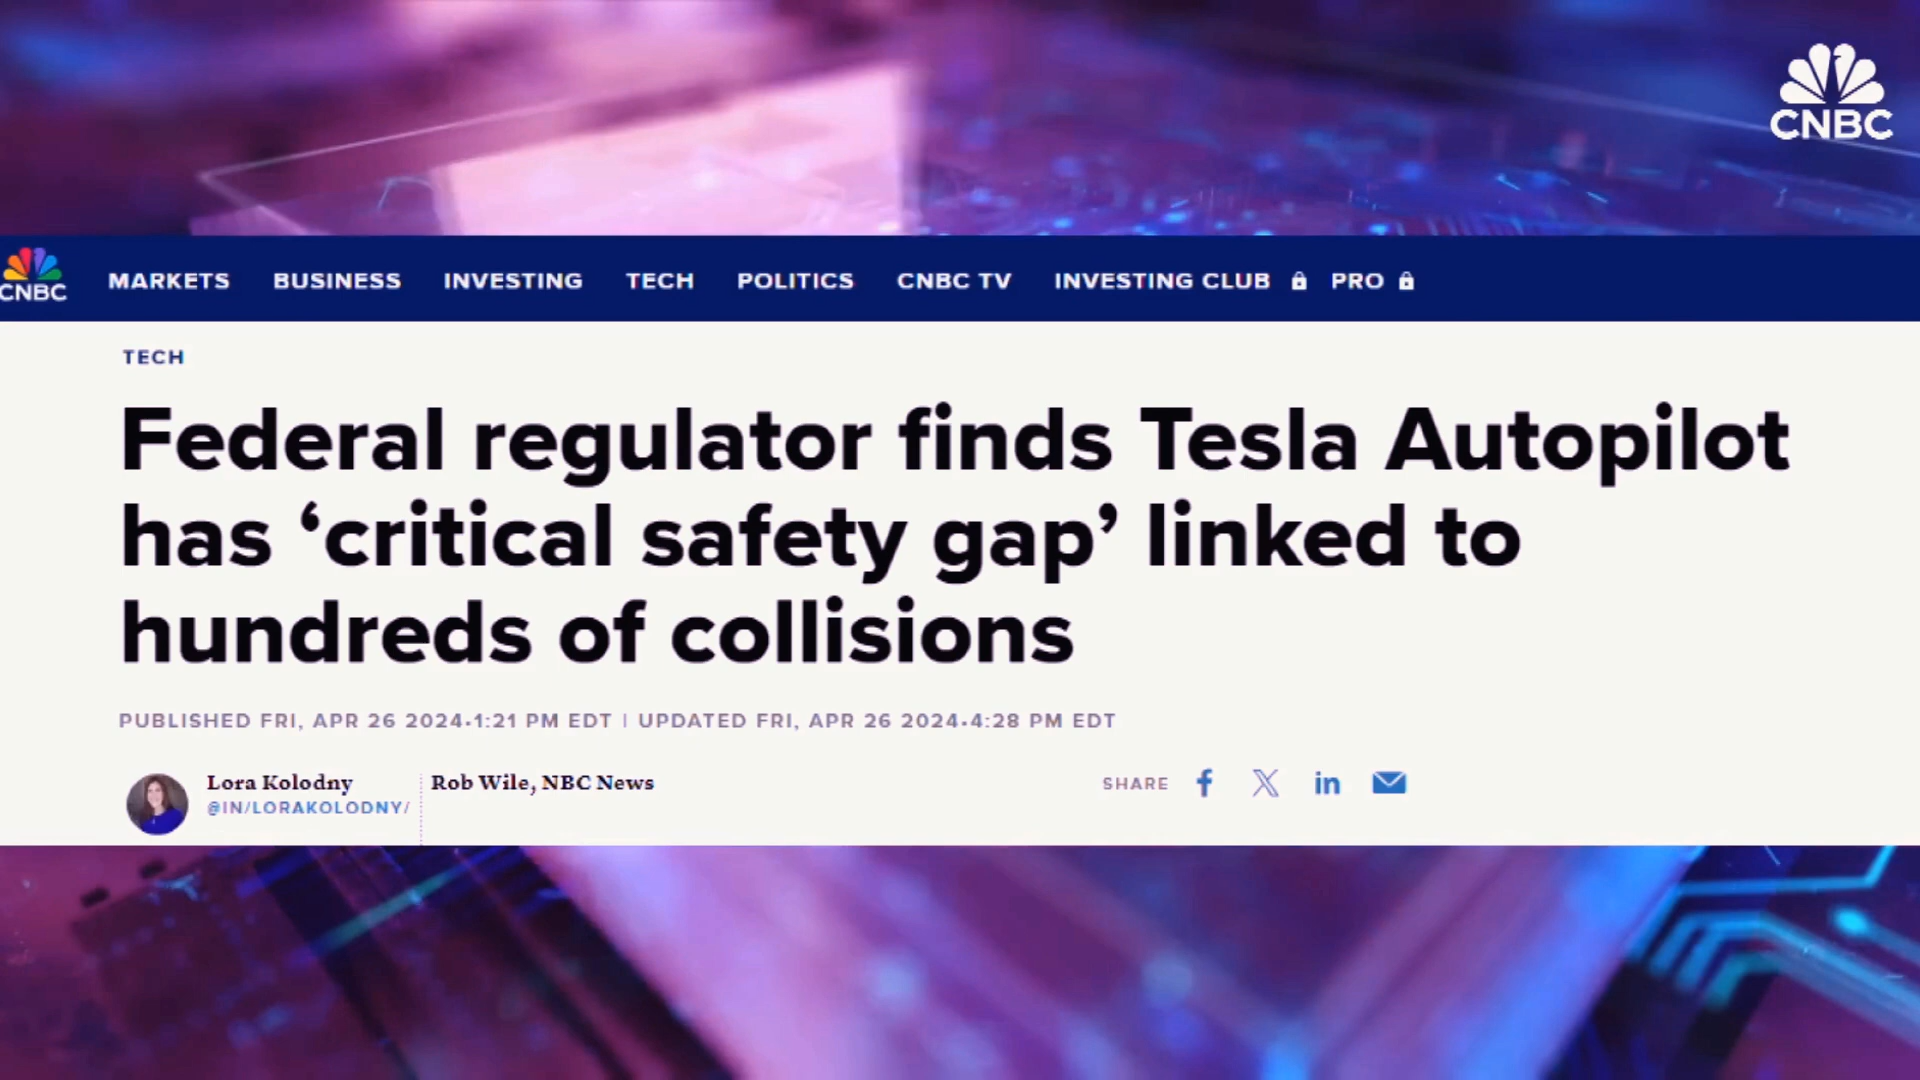 CNBC
CNBC
MARKETS BUSINESS INVESTING TECH POLITICS CNBC TV INVESTING CLUB PRO
TECH
Federal regulator finds Tesla Autopilot
has ‘critical safety gap’ linked to
hundreds of collisions
PUBLISHED FRI, APR 26 2024•1:21 PM EDT | UPDATED FRI, APR 26 2024•4:28 PM EDT
Lora Kolodny
@IN/LORAKOLODNY/
Rob Wile, NBC News
SHARE f X in